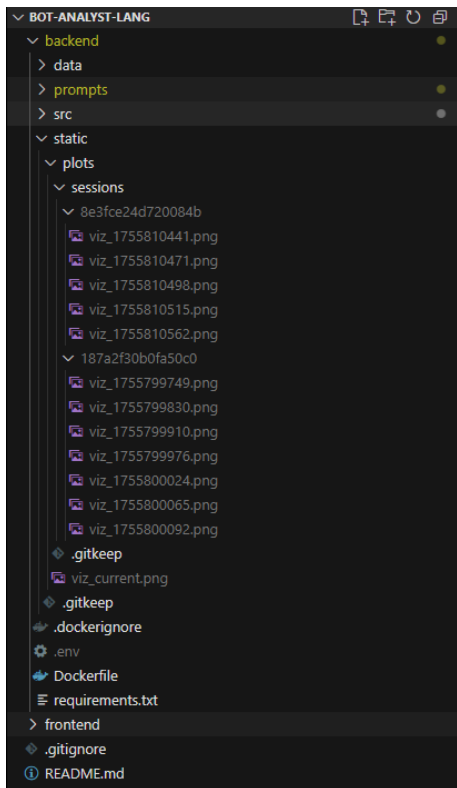 BOT-ANALYST-LANG
backend
data
prompts
src
static
plots
sessions
8e3fce24d720084b
viz_1755810441.png
viz_1755810471.png
viz_1755810498.png
viz_1755810515.png
viz_1755810562.png
187a2f30b0fa50c0
viz_1755799749.png
viz_1755799830.png
viz_1755799910.png
viz_1755799976.png
viz_1755800024.png
viz_1755800065.png
viz_1755800092.png
.gitkeep
viz_current.png
.gitkeep
.dockerignore
.env
Dockerfile
requirements.txt
frontend
.gitignore
README.md